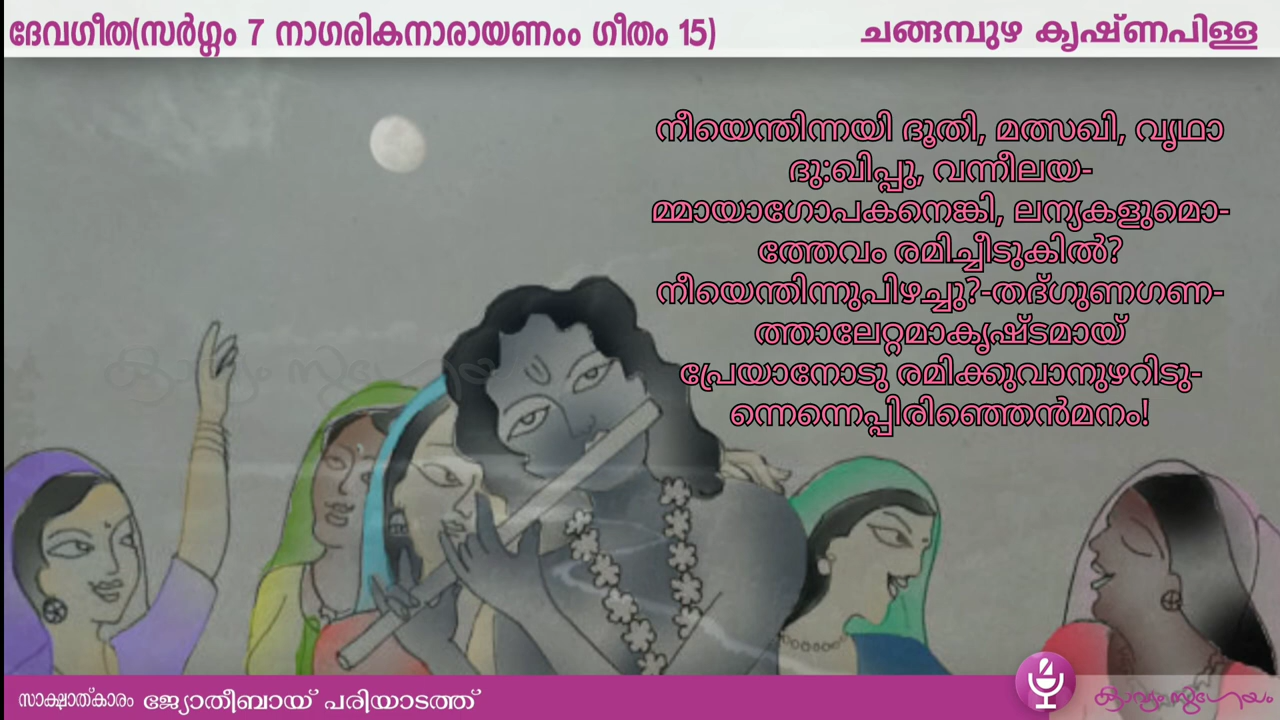 ദേവഗീത(സർഗ്ഗം 7 നാഗരികനാരായണംം ഗീതം 15)
ചങ്ങമ്പുഴ കൃഷ്ണപിള്ള
നീയെന്തിന്നയി ദൂതി, മത്സഖി, വൃഥാ
ദു:ഖിപ്പു, വന്നീലയ-
മ്മായാഗോപകനെങ്കി, ലന്യകളുമൊ-
ത്തേവം രമിച്ചീടുകിൽ?
നീയെന്തിന്നുപിഴച്ചു?-തദ്ഗുണഗണ-
ത്താലേറ്റമാകൃഷ്ടമായ്
പ്രേയാനോടു രമിക്കുവാനുഴറിടു-
ന്നെന്നെപ്പിരിഞ്ഞെൻമനം!
കാവ്യം സുഗേയം
സാക്ഷാത്കാരം ജ്യോതീബായ് പരിയാടത്ത്
കാവ്യം സുഗേയം